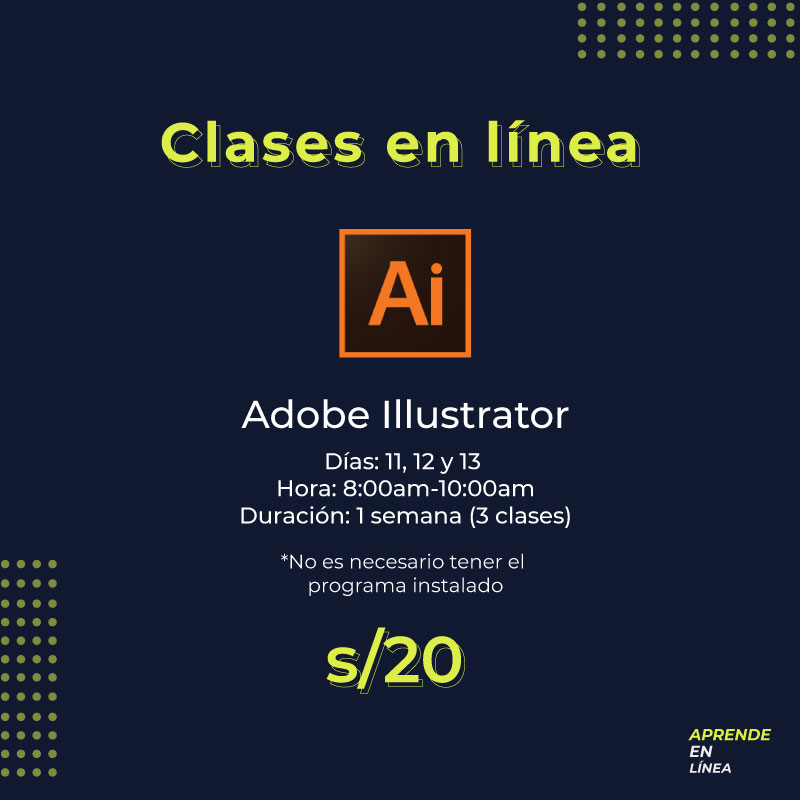 Clases en línea
Ai
Adobe Illustrator
Días: 11, 12 y 13
Hora: 8:00am-10:00am
Duración: 1 semana (3 clases)
*No es necesario tener el
programa instalado
s/20
APRENDE
EN
LÍNEA